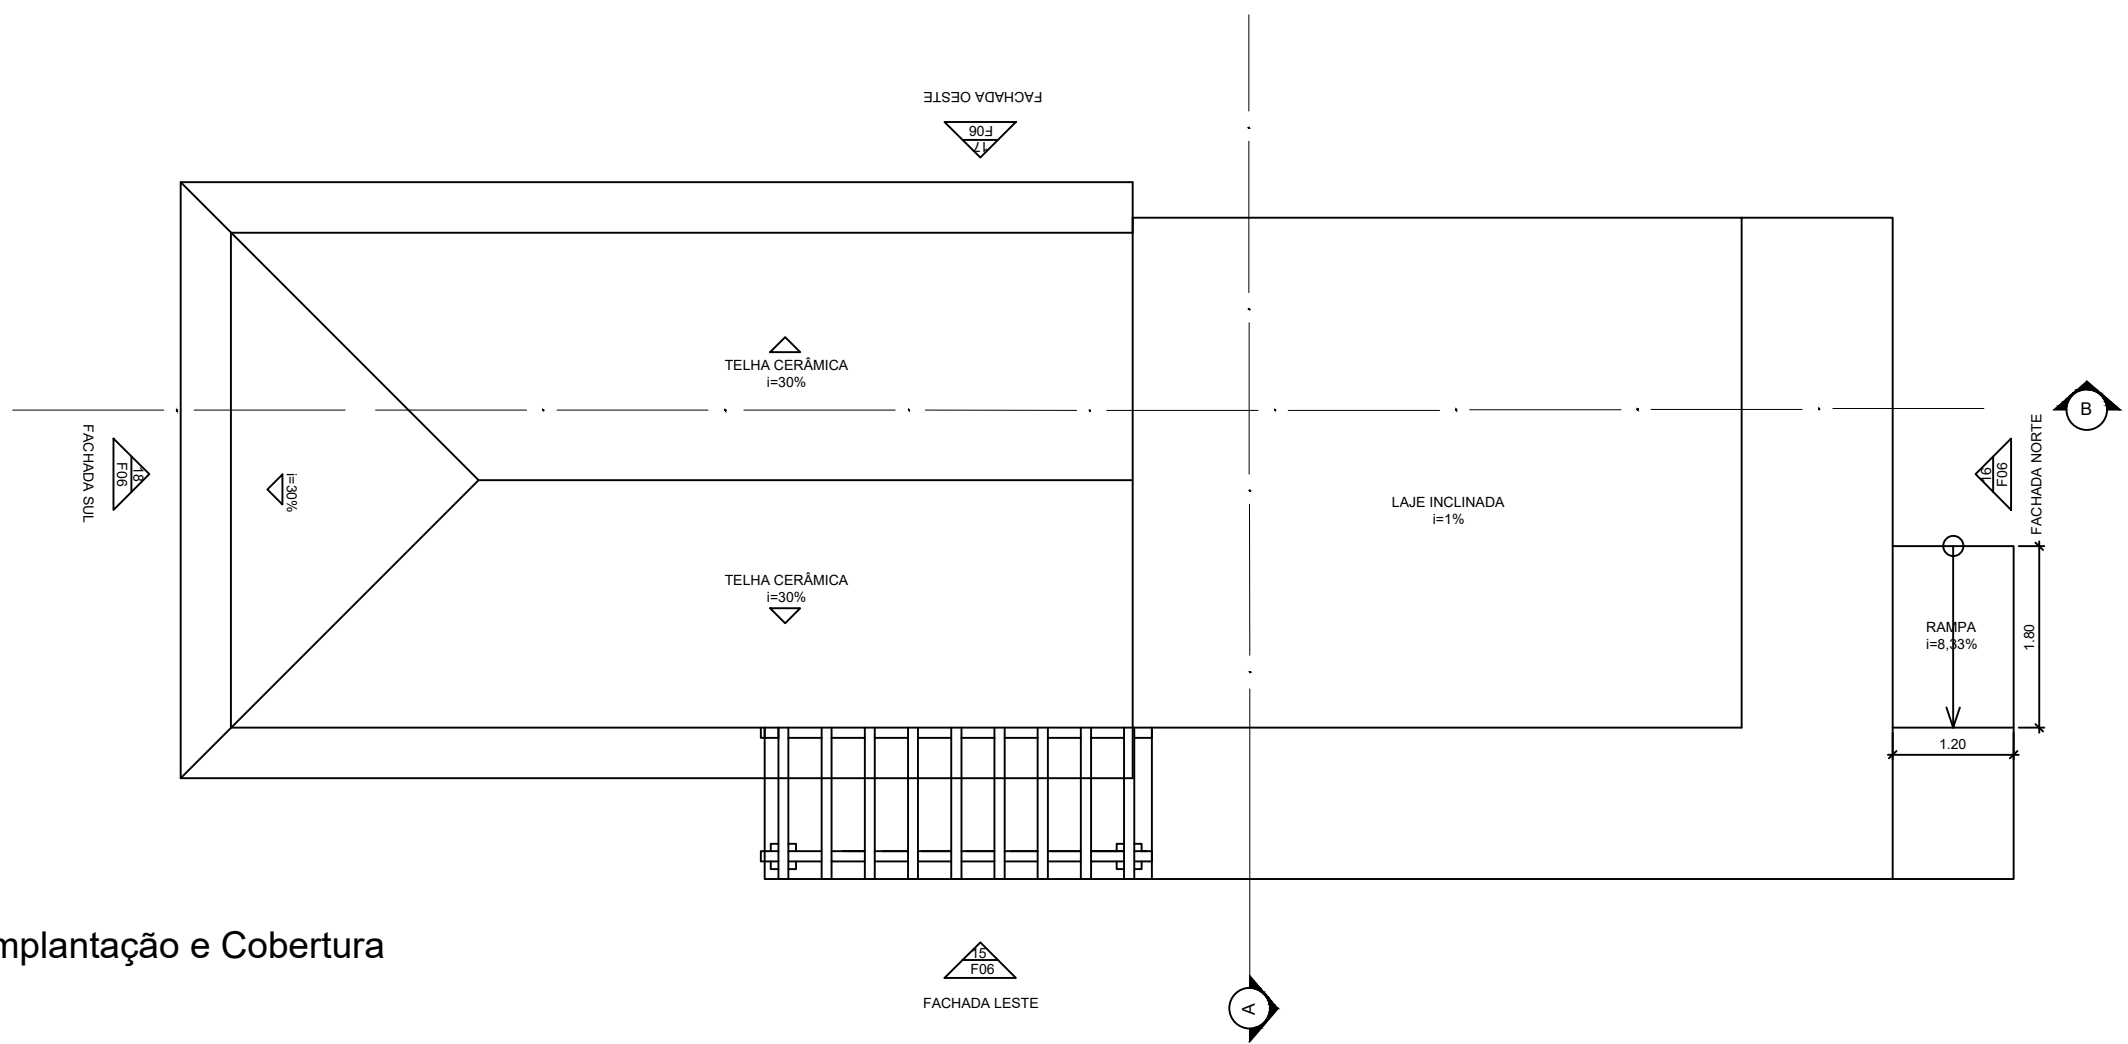 FACHADA OESTE
F06
17
TELHA CERÂMICA
i=30%
B
FACHADA SUL
18
F06
i=30%
LAJE INCLINADA
i=1%
16
F06
FACHADA NORTE
TELHA CERÂMICA
i=30%
RAMPA
i=8,33%
1.80
1.20
mplantação e Cobertura
15
F06
FACHADA LESTE
A